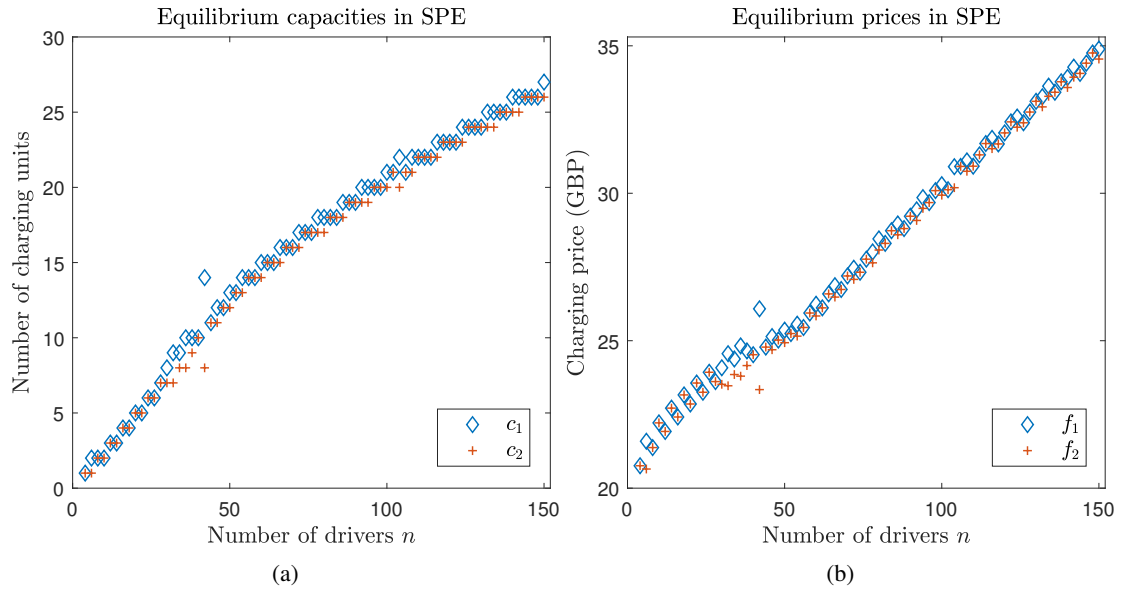 Equilibrium capacities in SPE
30
25
20
15
10
5
0
0
50
100
150
Number of charging units
Number of drivers n
c₁
c₂
(a)
Equilibrium prices in SPE
35
30
25
20
0
50
100
150
Charging price (GBP)
Number of drivers n
f₁
f₂
(b)